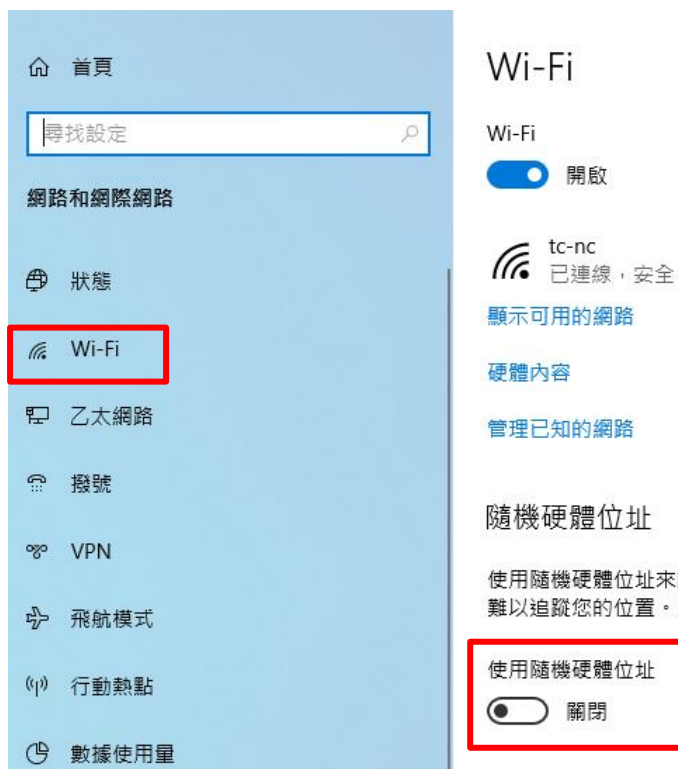 首頁
尋找設定
網路和網際網路
狀態
Wi-Fi
乙太網路
撥號
VPN
飛航模式
行動熱點
數據使用量
Wi-Fi
Wi-Fi
開啟
tc-nc
已連線，安全
顯示可用的網路
硬體內容
管理已知的網路
隨機硬體位址
使用隨機硬體位址來
難以追蹤您的位置。
使用隨機硬體位址
關閉